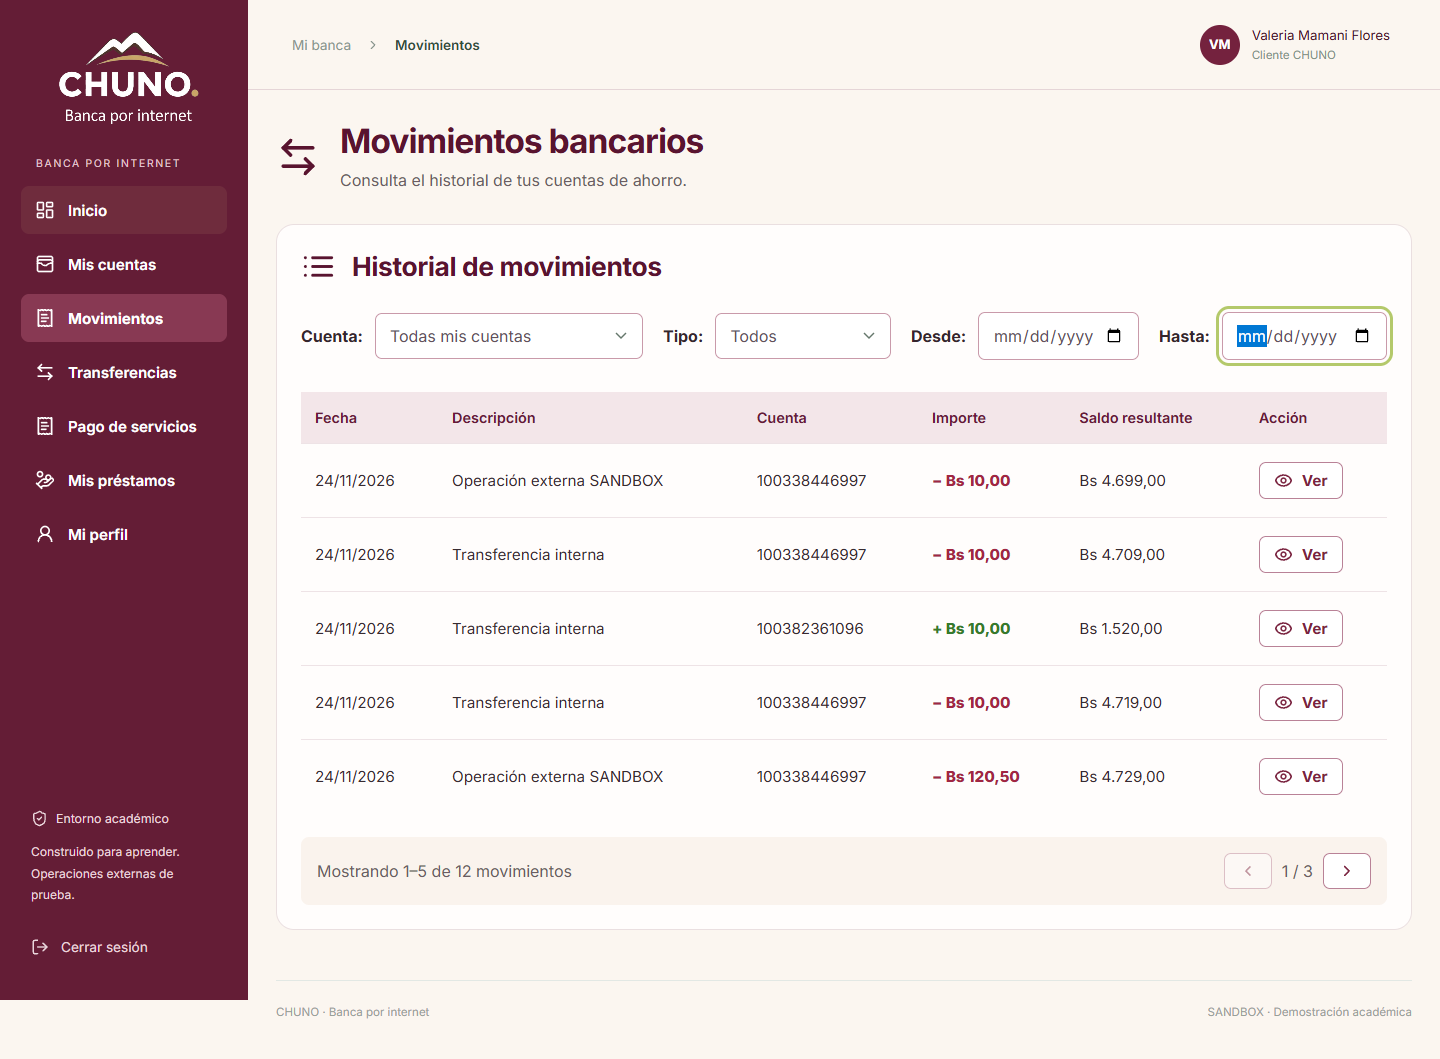 CHUNO.
Banca por internet
BANCA POR INTERNET
Inicio
Mis cuentas
Movimientos
Transferencias
Pago de servicios
Mis préstamos
Mi perfil
Entorno académico
Construido para aprender.
Operaciones externas de
prueba.
Cerrar sesión
Mi banca > Movimientos
VM
Valeria Mamani Flores
Cliente CHUNO
Movimientos bancarios
Consulta el historial de tus cuentas de ahorro.
Historial de movimientos
Cuenta: Todas mis cuentas Tipo: Todos Desde: mm/dd/yyyy Hasta: mm/dd/yyyy
Fecha Descripción Cuenta Importe Saldo resultante Acción
24/11/2026 Operación externa SANDBOX 100338446997 – Bs 10,00 Bs 4.699,00 Ver
24/11/2026 Transferencia interna 100338446997 – Bs 10,00 Bs 4.709,00 Ver
24/11/2026 Transferencia interna 100382361096 + Bs 10,00 Bs 1.520,00 Ver
24/11/2026 Transferencia interna 100338446997 – Bs 10,00 Bs 4.719,00 Ver
24/11/2026 Operación externa SANDBOX 100338446997 – Bs 120,50 Bs 4.729,00 Ver
Mostrando 1–5 de 12 movimientos < 1 / 3 >
CHUNO · Banca por internet
SANDBOX · Demostración académica